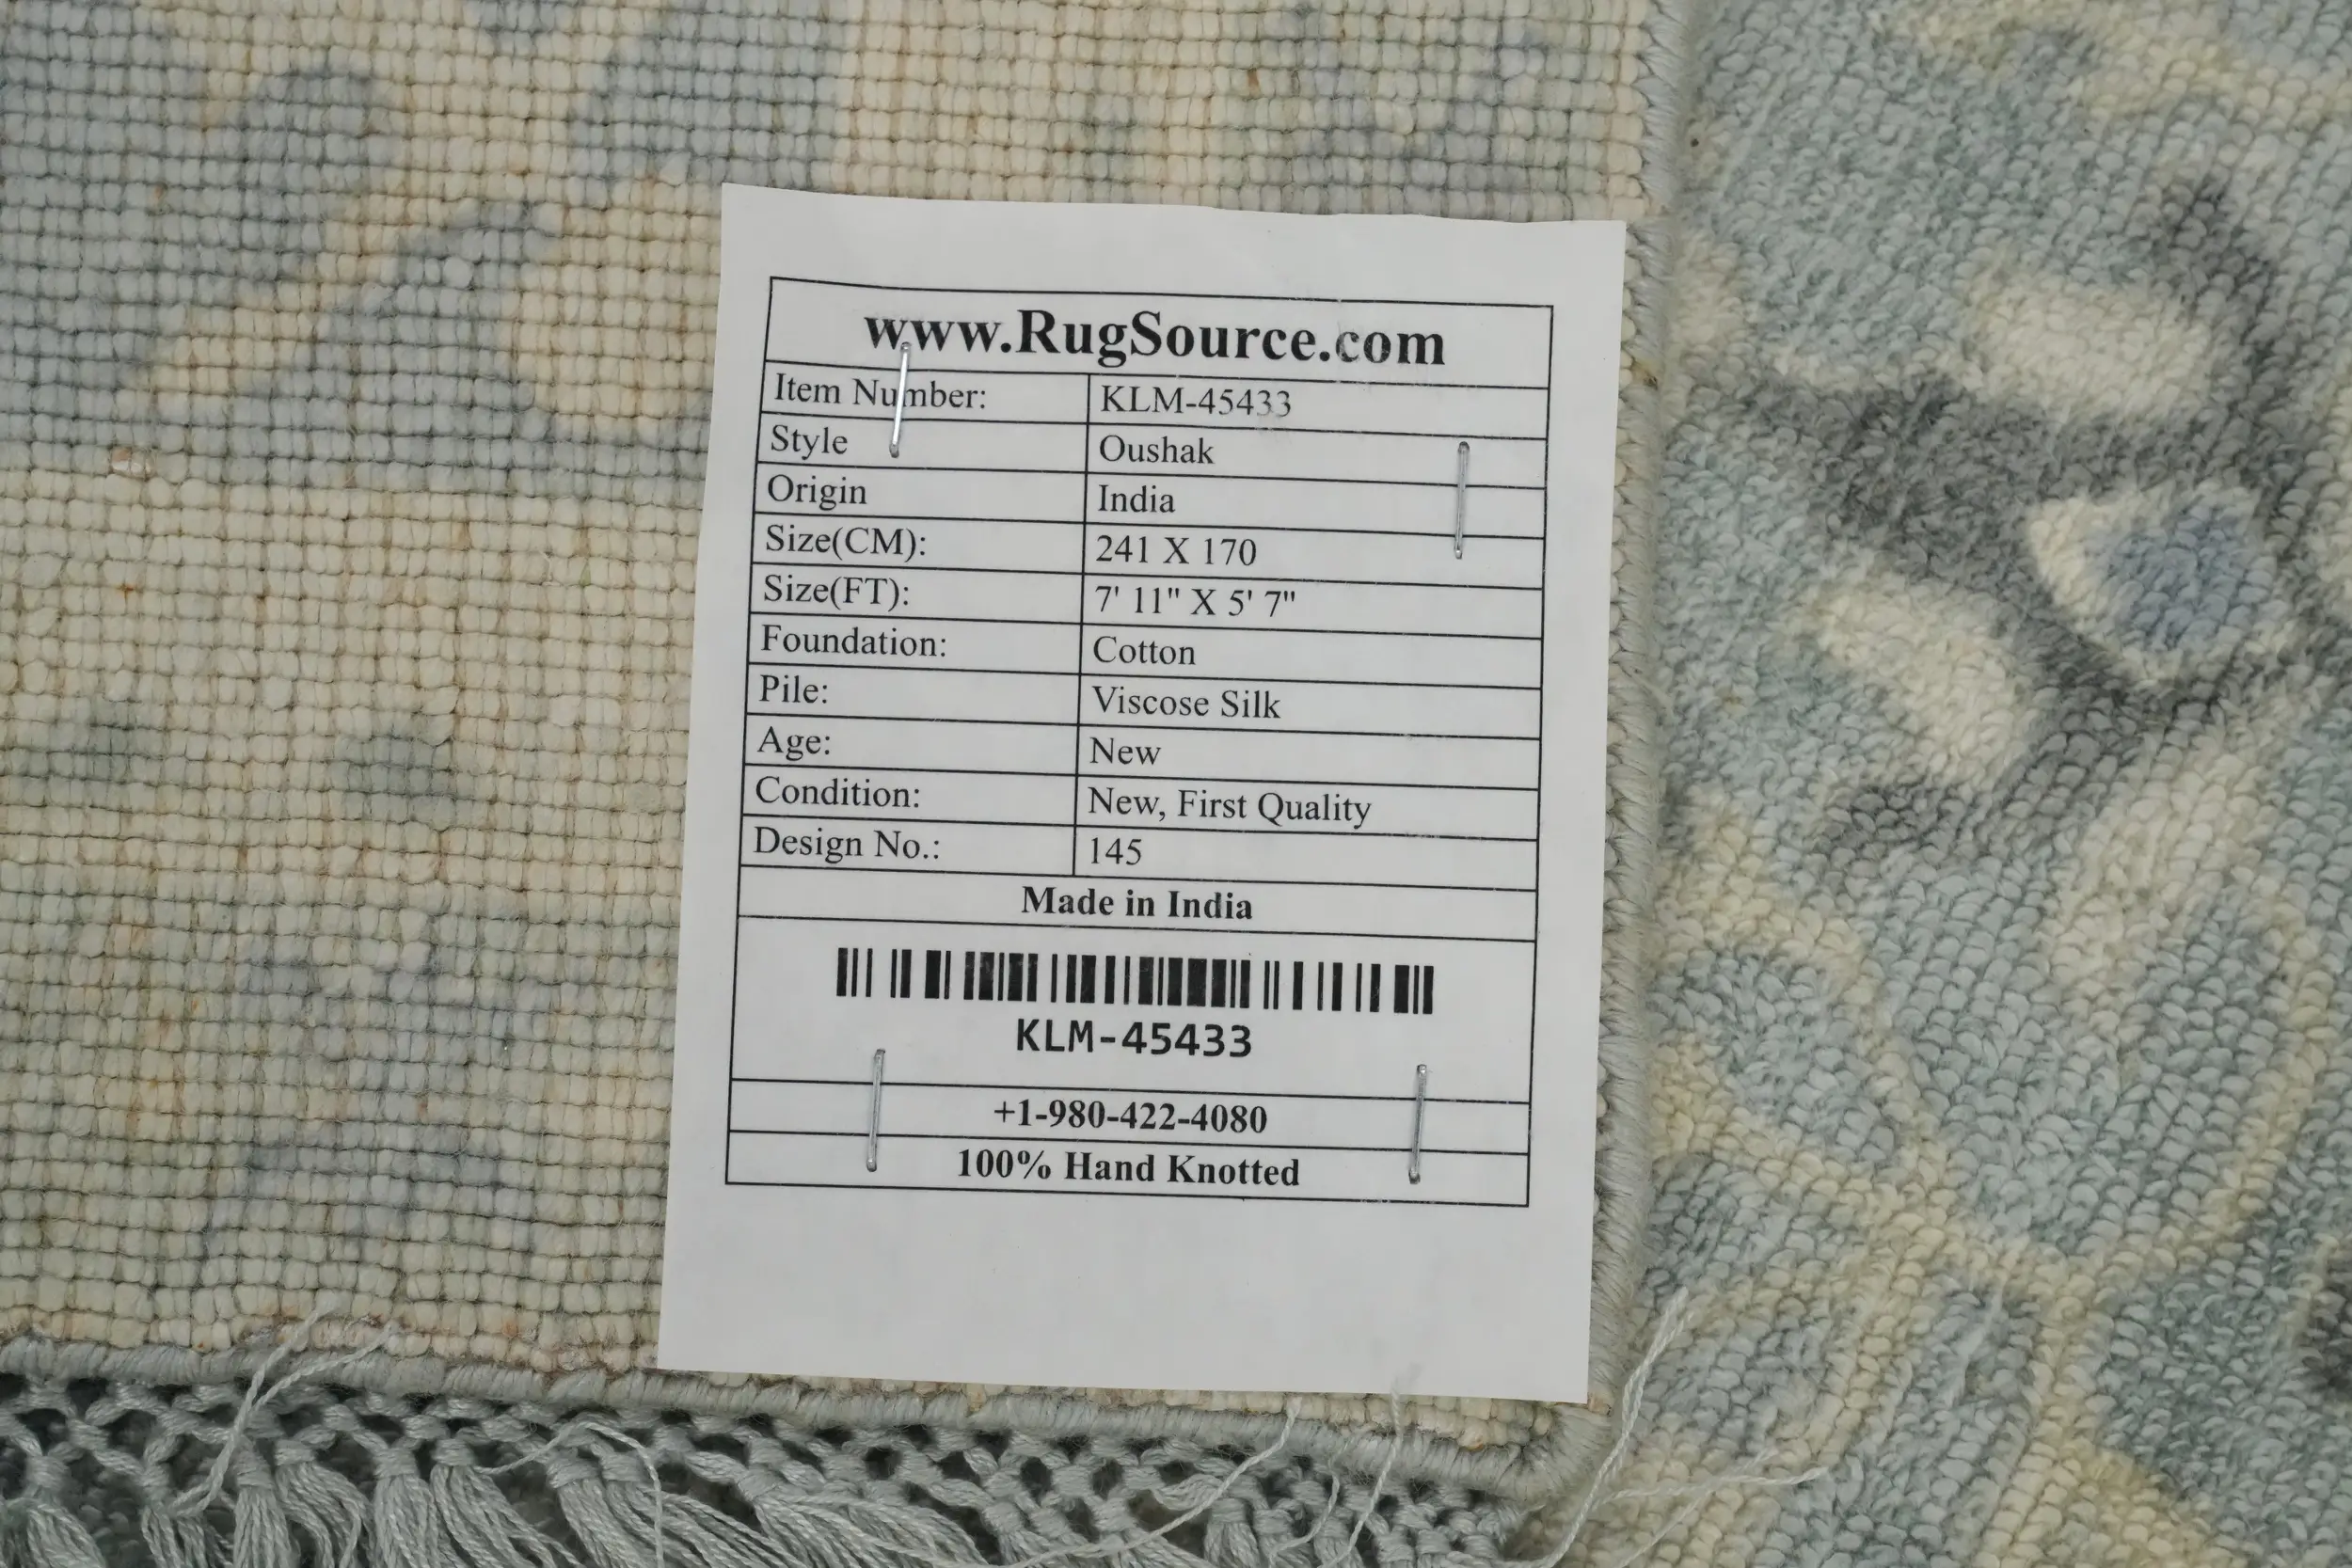 www.RugSource.com
Item Number: KLM-45433
Style Oushak
Origin India
Size(CM): 241 X 170
Size(FT): 7' 11" X 5' 7"
Foundation: Cotton
Pile: Viscose Silk
Age: New
Condition: New, First Quality
Design No.: 145
Made in India
KLM-45433
+1-980-422-4080
100% Hand Knotted